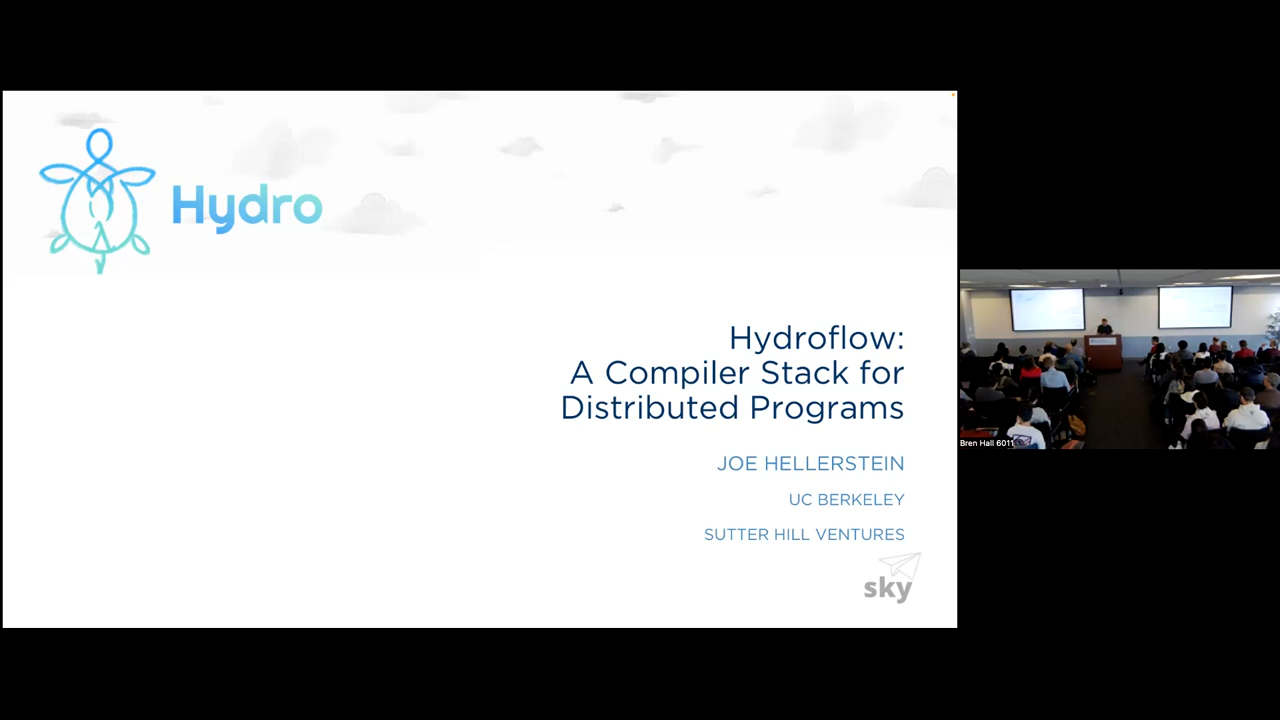 Hydro
Hydroflow:
A Compiler Stack for
Distributed Programs
JOE HELLERSTEIN
UC BERKELEY
SUTTER HILL VENTURES
sky
Bren Hall 6011